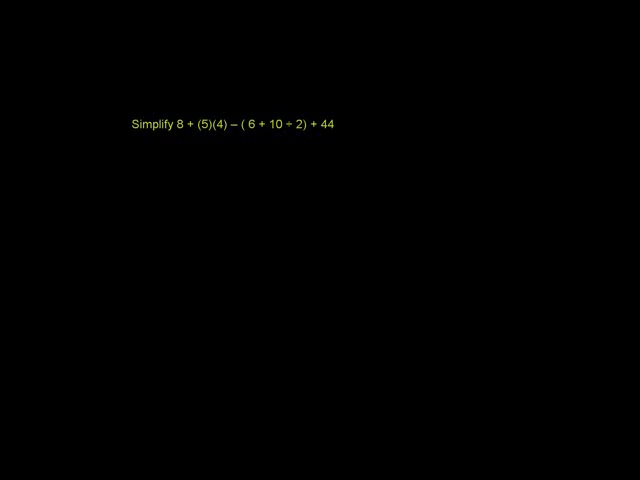 Simplify 8 + (5)(4) – ( 6 + 10 ÷ 2) + 44